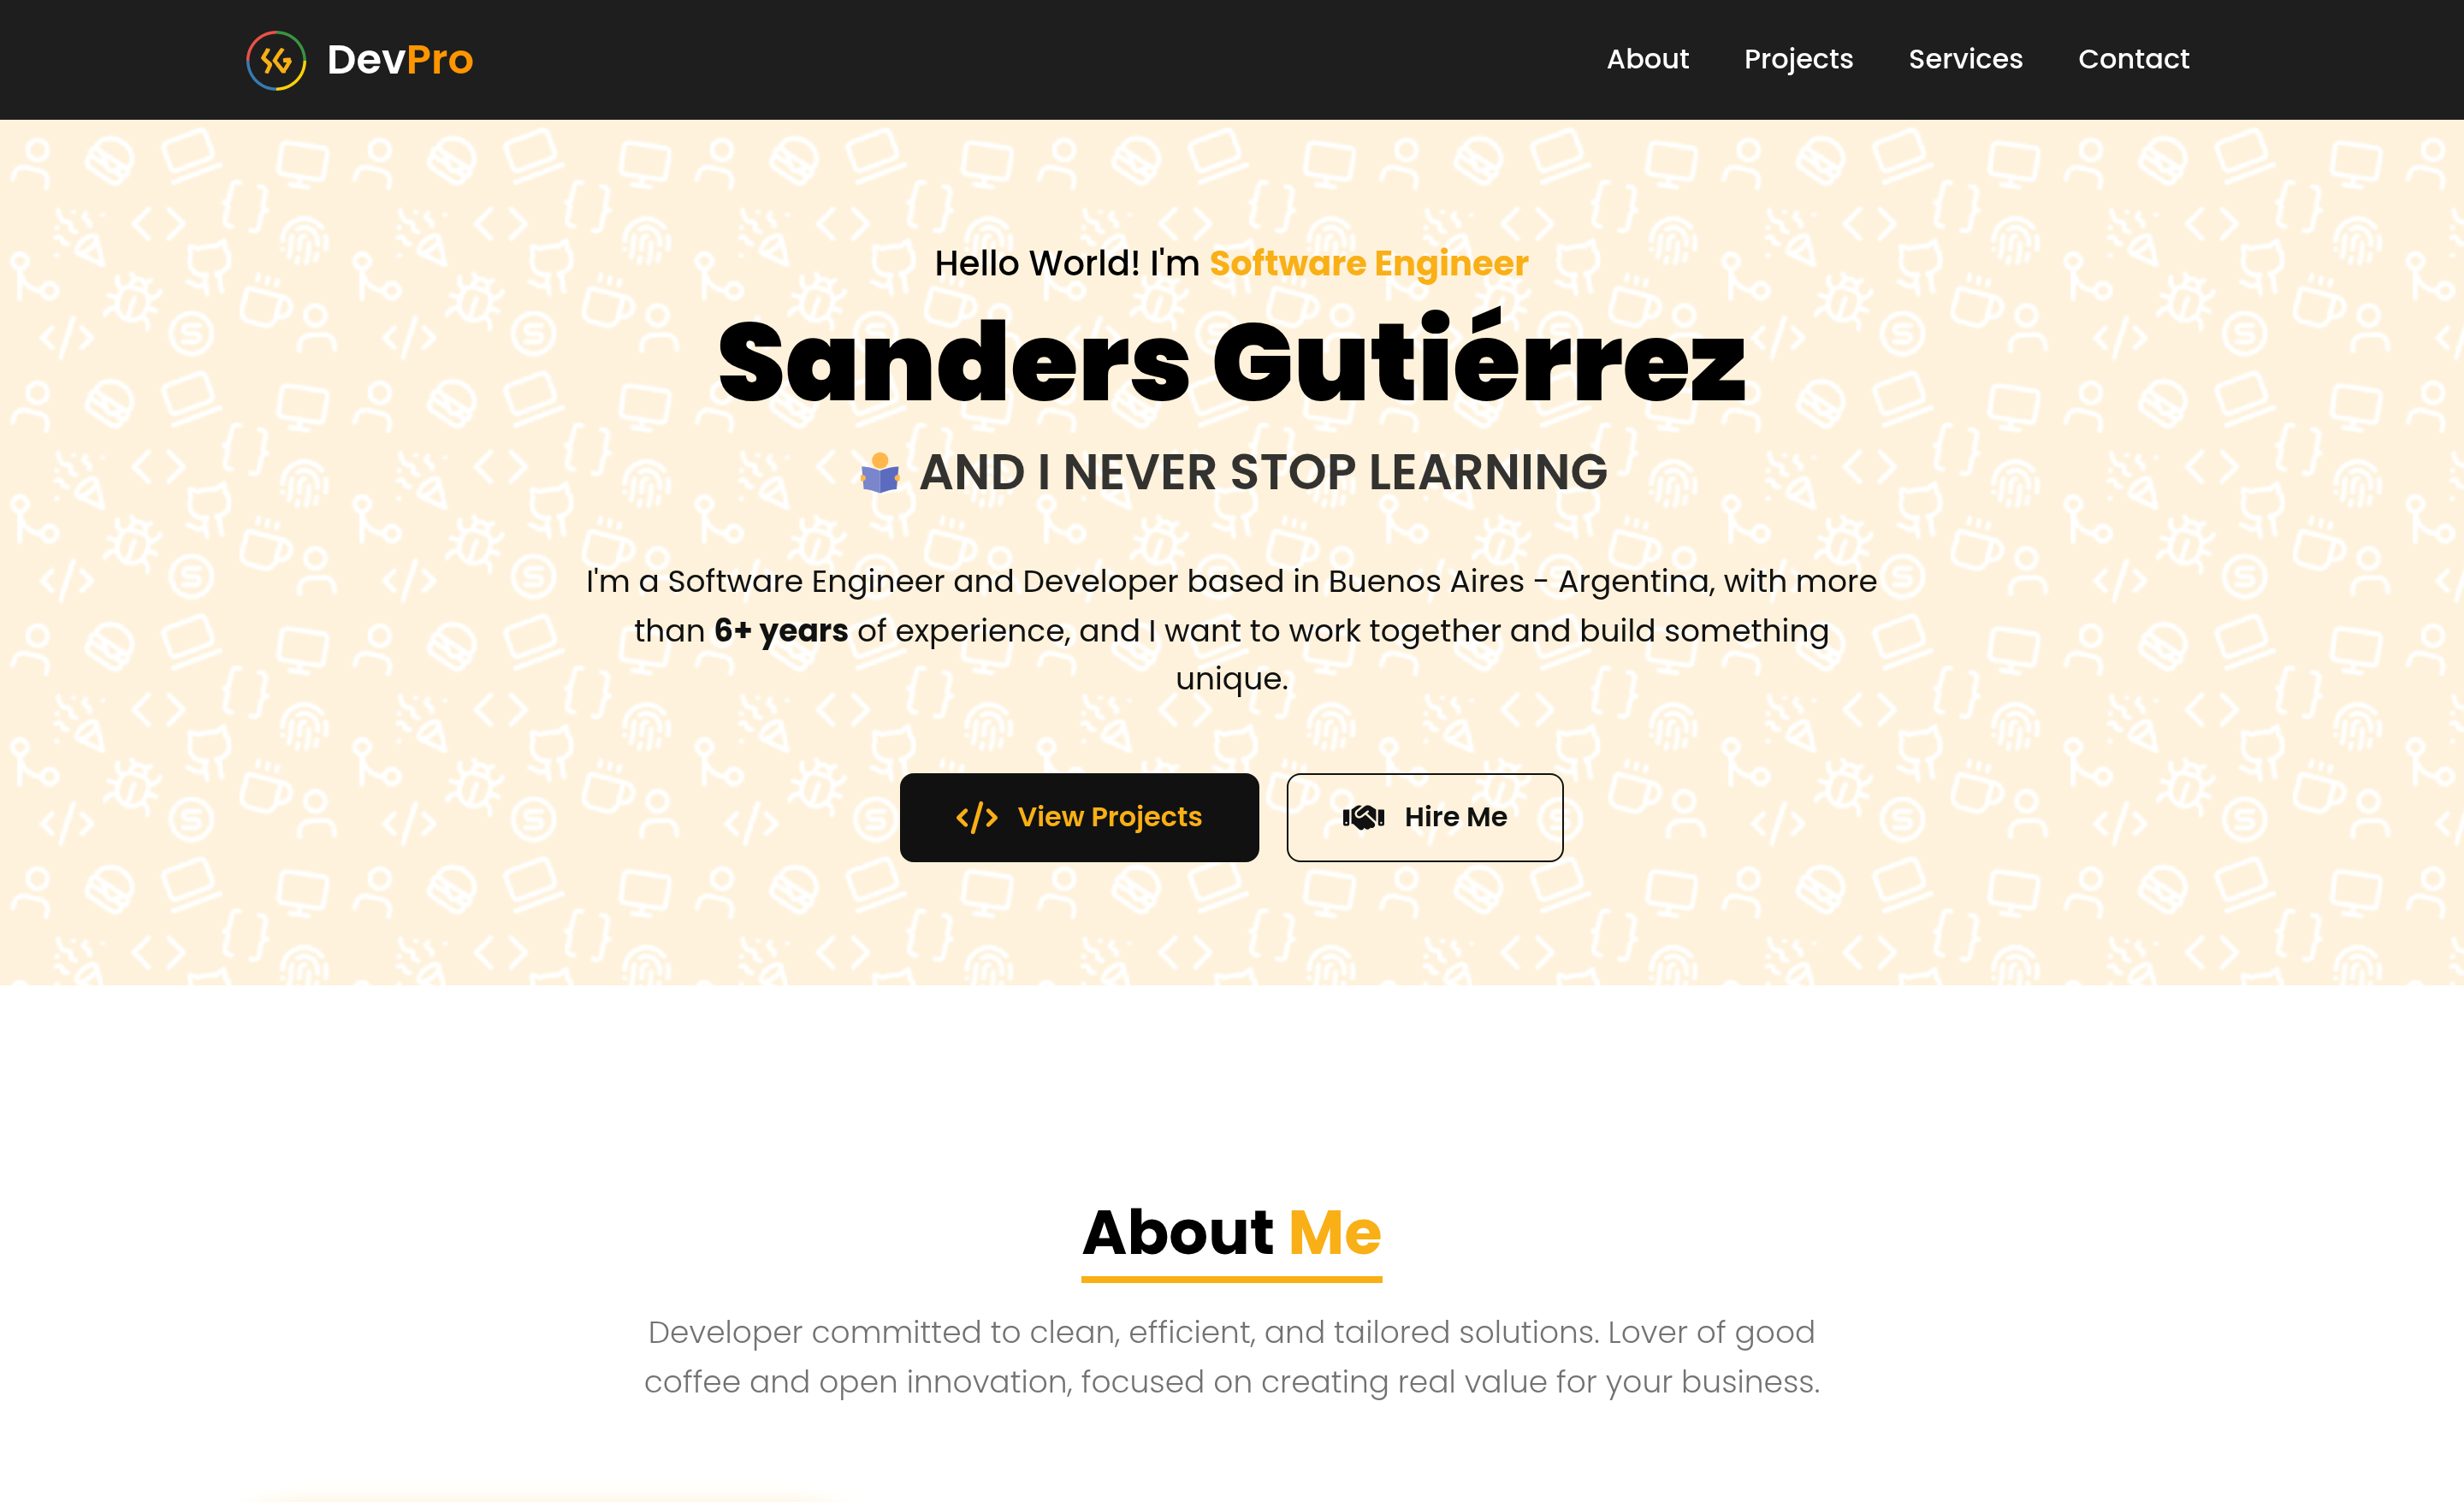 DevPro
About Projects Services Contact
Hello World! I'm Software Engineer
Sanders Gutiérrez
AND I NEVER STOP LEARNING
I'm a Software Engineer and Developer based in Buenos Aires - Argentina, with more
than 6+ years of experience, and I want to work together and build something
unique.
View Projects
Hire Me
About Me
Developer committed to clean, efficient, and tailored solutions. Lover of good
coffee and open innovation, focused on creating real value for your business.